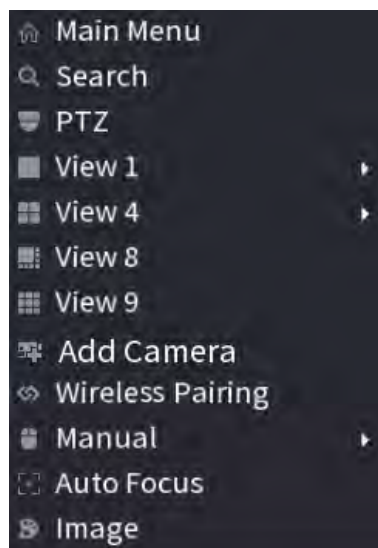 Main Menu
Search
PTZ
View 1
View 4
View 8
View 9
Add Camera
Wireless Pairing
Manual
Auto Focus
Image